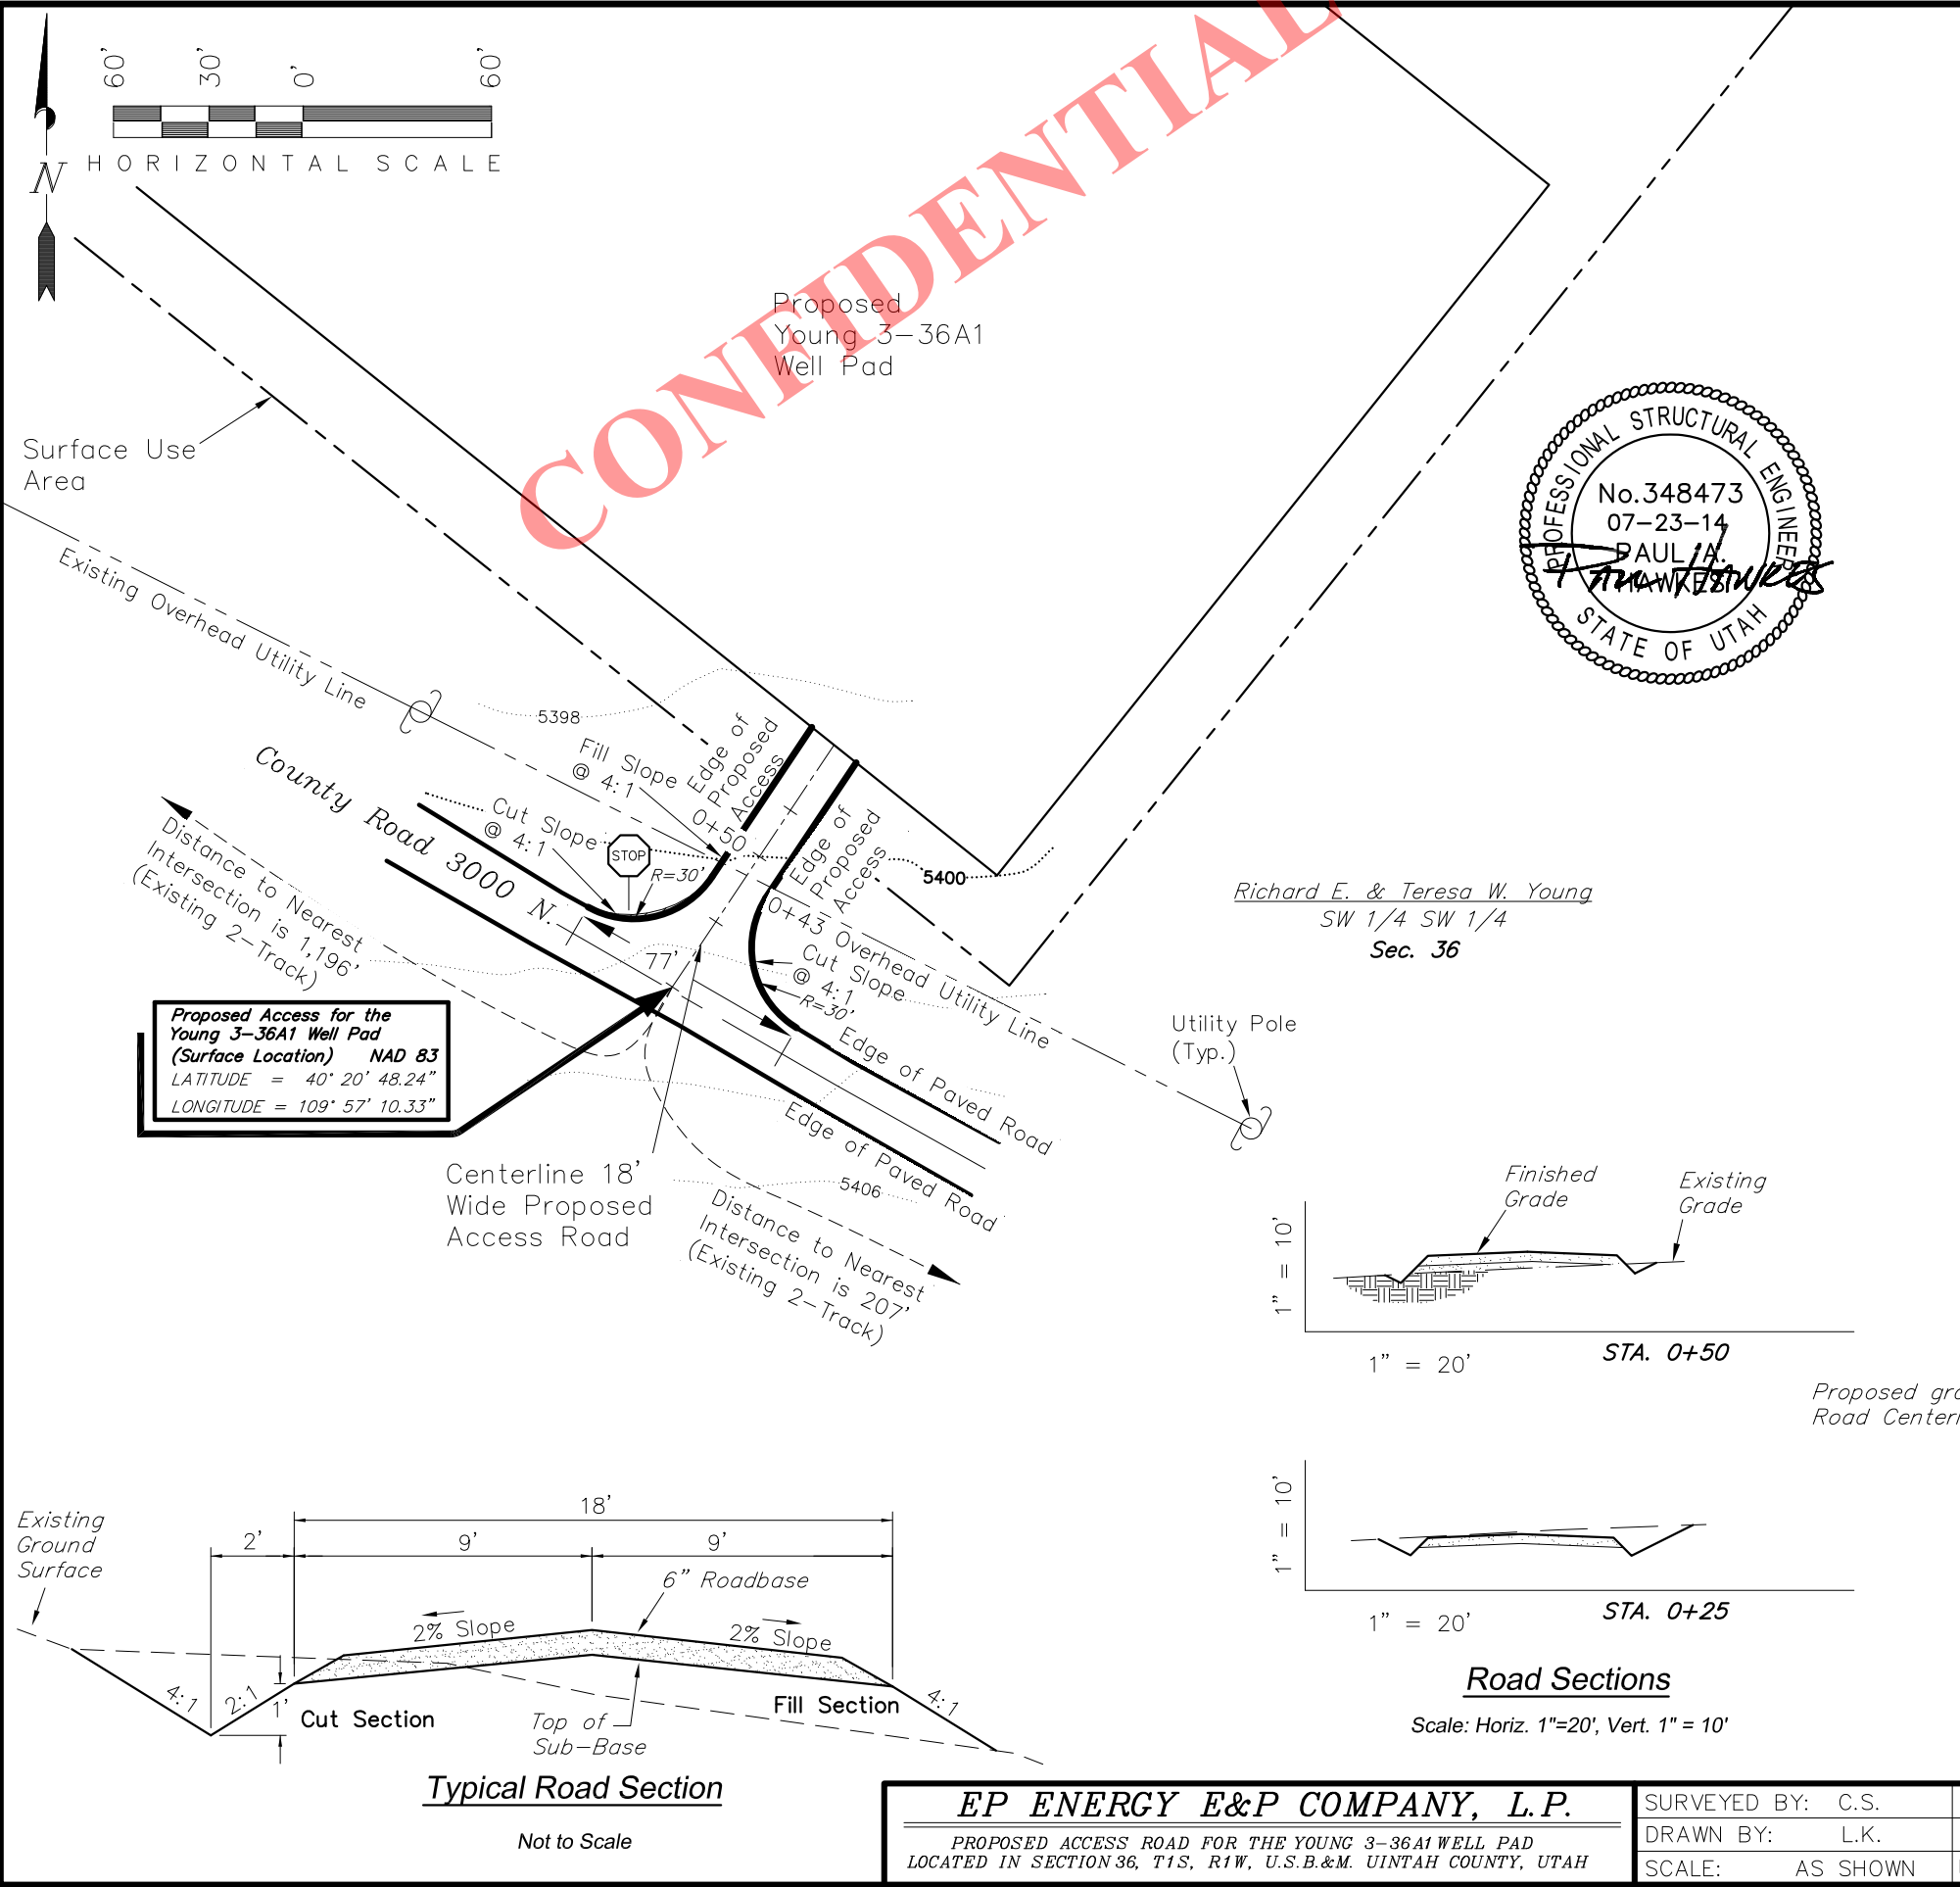 60'
30'
0'
60'
HORIZONTAL SCALE
N
CONFIDENTIAL
Proposed
Young 3-36A1
Well Pad
Surface Use
Area
Existing Overhead Utility Line
PROFESSIONAL STRUCTURAL ENGINEER
No.348473
07-23-14
PAUL A.
HAWKES
Paul Hawkes
STATE OF UTAH
5398
Fill Slope
@ 4:1
Edge of
Proposed
Access
0+50
County Road 3000 N.
Cut Slope
@ 4:1
STOP
R=30'
Edge of
Proposed
Access
5400
0+43 Overhead Utility Line
Cut Slope
@ 4:1
R=30'
77'
Distance to Nearest
Intersection is 1,196'
(Existing 2-Track)
Richard E. & Teresa W. Young
SW 1/4 SW 1/4
Sec. 36
Proposed Access for the
Young 3-36A1 Well Pad
(Surface Location) NAD 83
LATITUDE = 40° 20' 48.24"
LONGITUDE = 109° 57' 10.33"
Utility Pole
(Typ.)
Edge of Paved Road
Edge of Paved Road
Centerline 18'
Wide Proposed
Access Road
5406
Distance to Nearest
Intersection is 207'
(Existing 2-Track)
Finished
Grade
Existing
Grade
1" = 10'
1" = 20'
STA. 0+50
Proposed gra
Road Centerl
1" = 10'
1" = 20'
STA. 0+25
Road Sections
Scale: Horiz. 1"=20', Vert. 1" = 10'
Existing
Ground
Surface
18'
2'
9'
9'
6" Roadbase
2% Slope
2% Slope
4:1
2:1
1'
Cut Section
Top of
Sub-Base
Fill Section
4:1
Typical Road Section
Not to Scale
EP ENERGY E&P COMPANY, L.P.
PROPOSED ACCESS ROAD FOR THE YOUNG 3-36A1 WELL PAD
LOCATED IN SECTION 36, T1S, R1W, U.S.B.&M. UINTAH COUNTY, UTAH
SURVEYED BY: C.S.
DRAWN BY: L.K.
SCALE: AS SHOWN